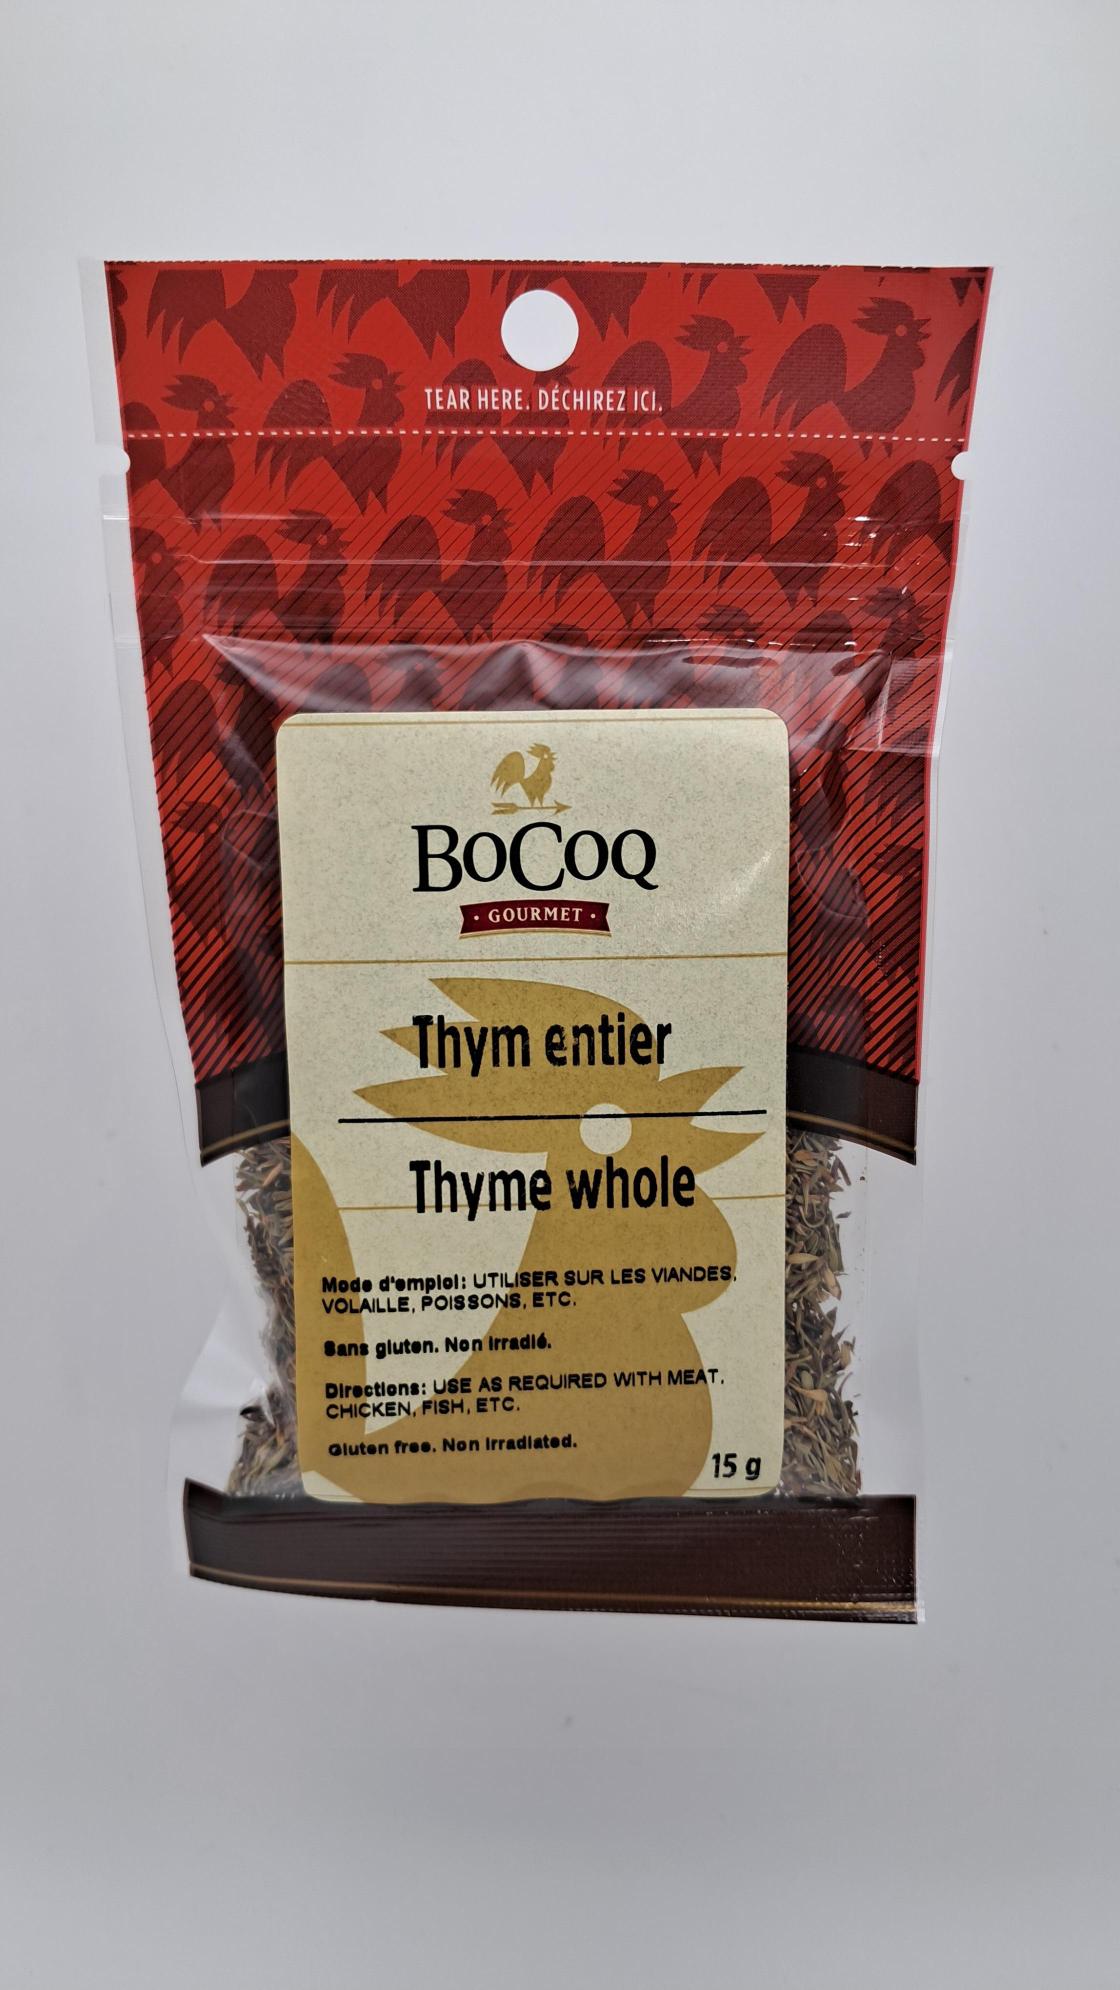 TEAR HERE. DÉCHIREZ ICI.
BOCOQ
• GOURMET •
Thym entier
Thyme whole
Mode d'emploi: UTILISER SUR LES VIANDES,
VOLAILLE, POISSONS, ETC.
Sans gluten. Non irradié.
Directions: USE AS REQUIRED WITH MEAT,
CHICKEN, FISH, ETC.
Gluten free. Non irradiated.
15 g